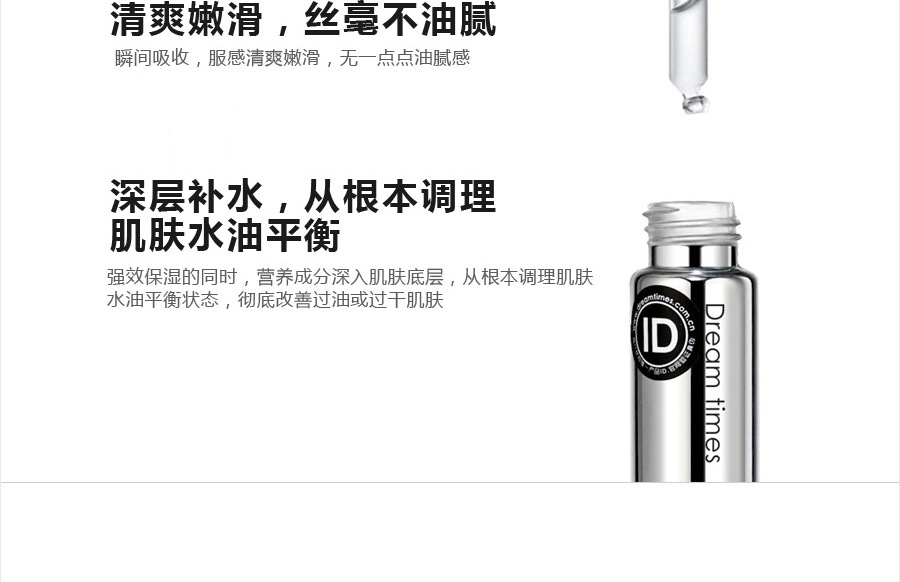 清爽嫩滑，丝毫不油腻
瞬间吸收，服感清爽嫩滑，无一点点油腻感
深层补水，从根本调理
肌肤水油平衡
强效保湿的同时，营养成分深入肌肤底层，从根本调理肌肤
水油平衡状态，彻底改善过油或过干肌肤
www.dreamtimes.com.cn
ID
Dream times